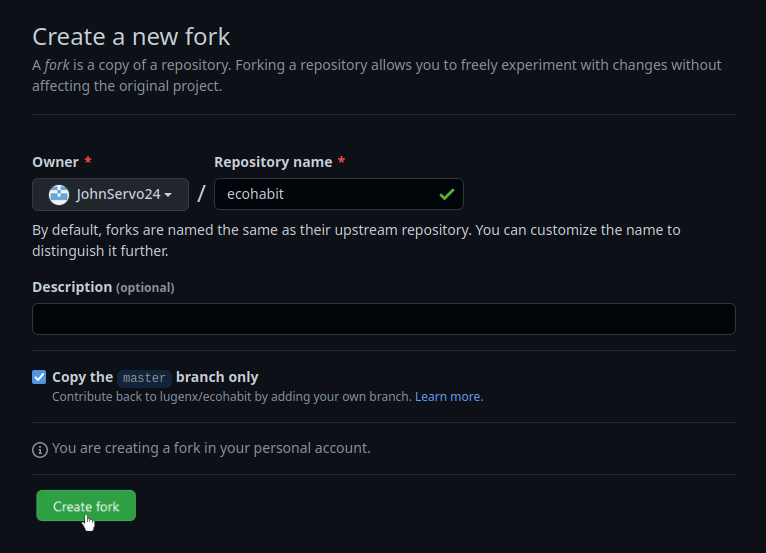 Create a new fork
A fork is a copy of a repository. Forking a repository allows you to freely experiment with changes without
affecting the original project.
Owner *
Repository name *
JohnServo24 / ecohabit
By default, forks are named the same as their upstream repository. You can customize the name to
distinguish it further.
Description (optional)
Copy the master branch only
Contribute back to lugenx/ecohabit by adding your own branch. Learn more.
You are creating a fork in your personal account.
Create fork